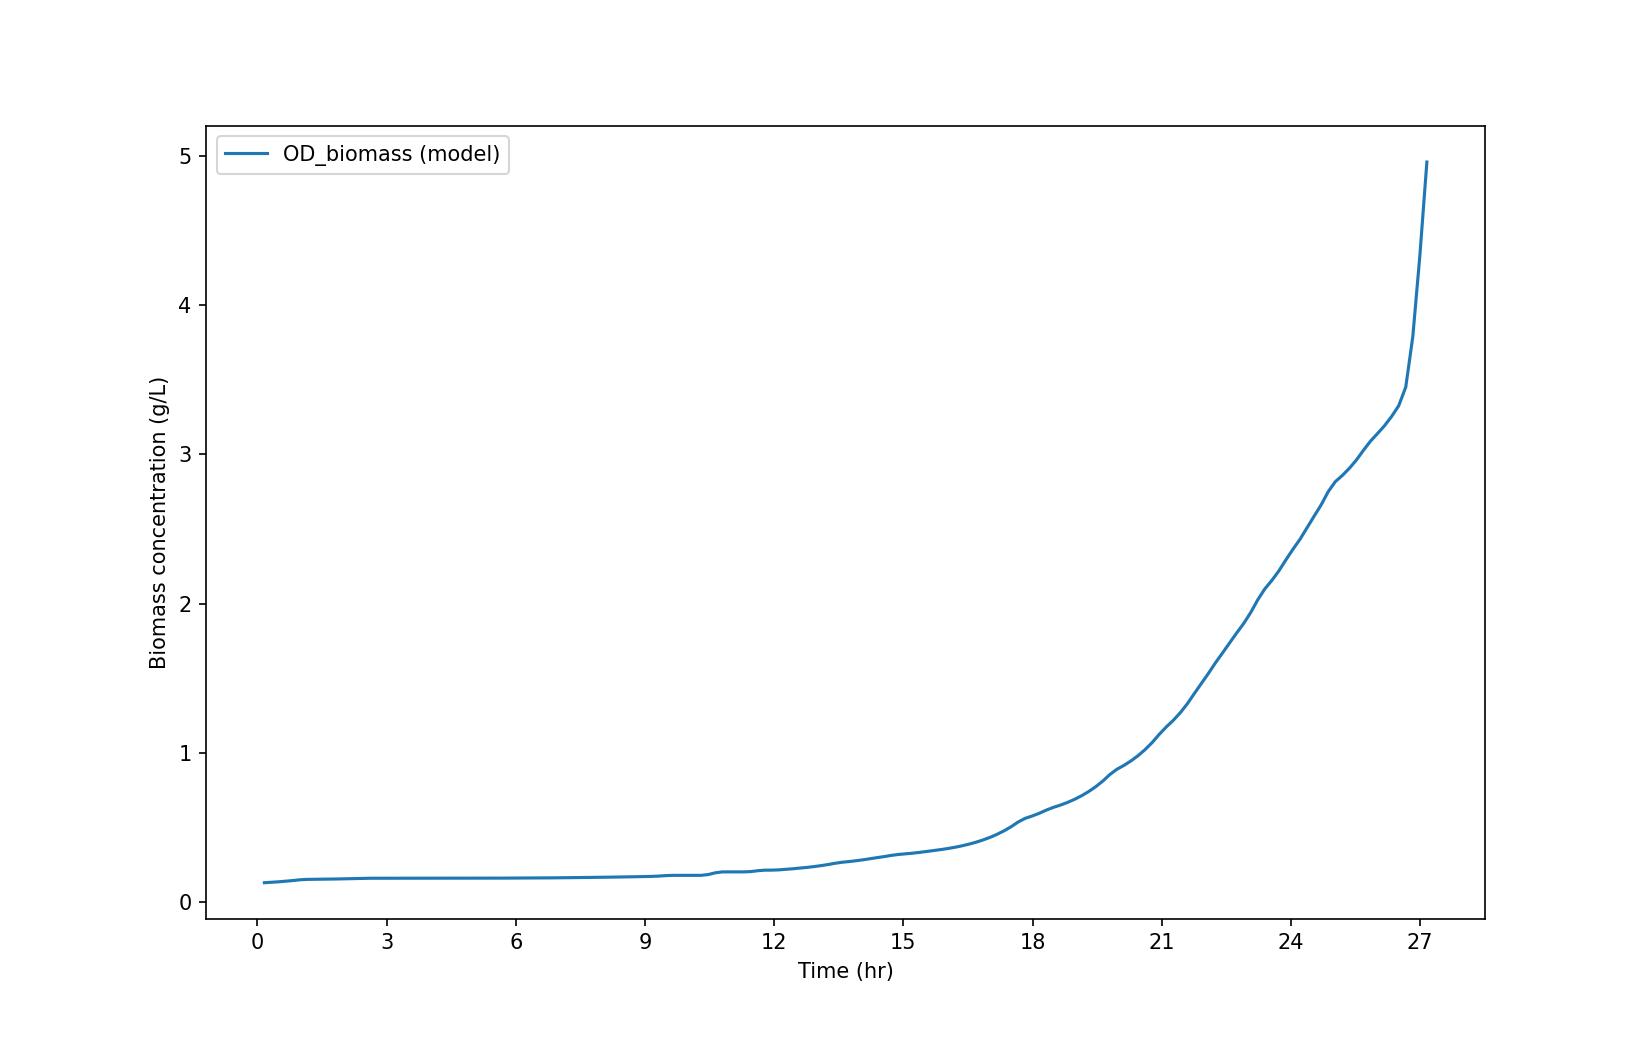 OD_biomass (model)
5
4
3
2
1
0
Biomass concentration (g/L)
0 3 6 9 12 15 18 21 24 27
Time (hr)